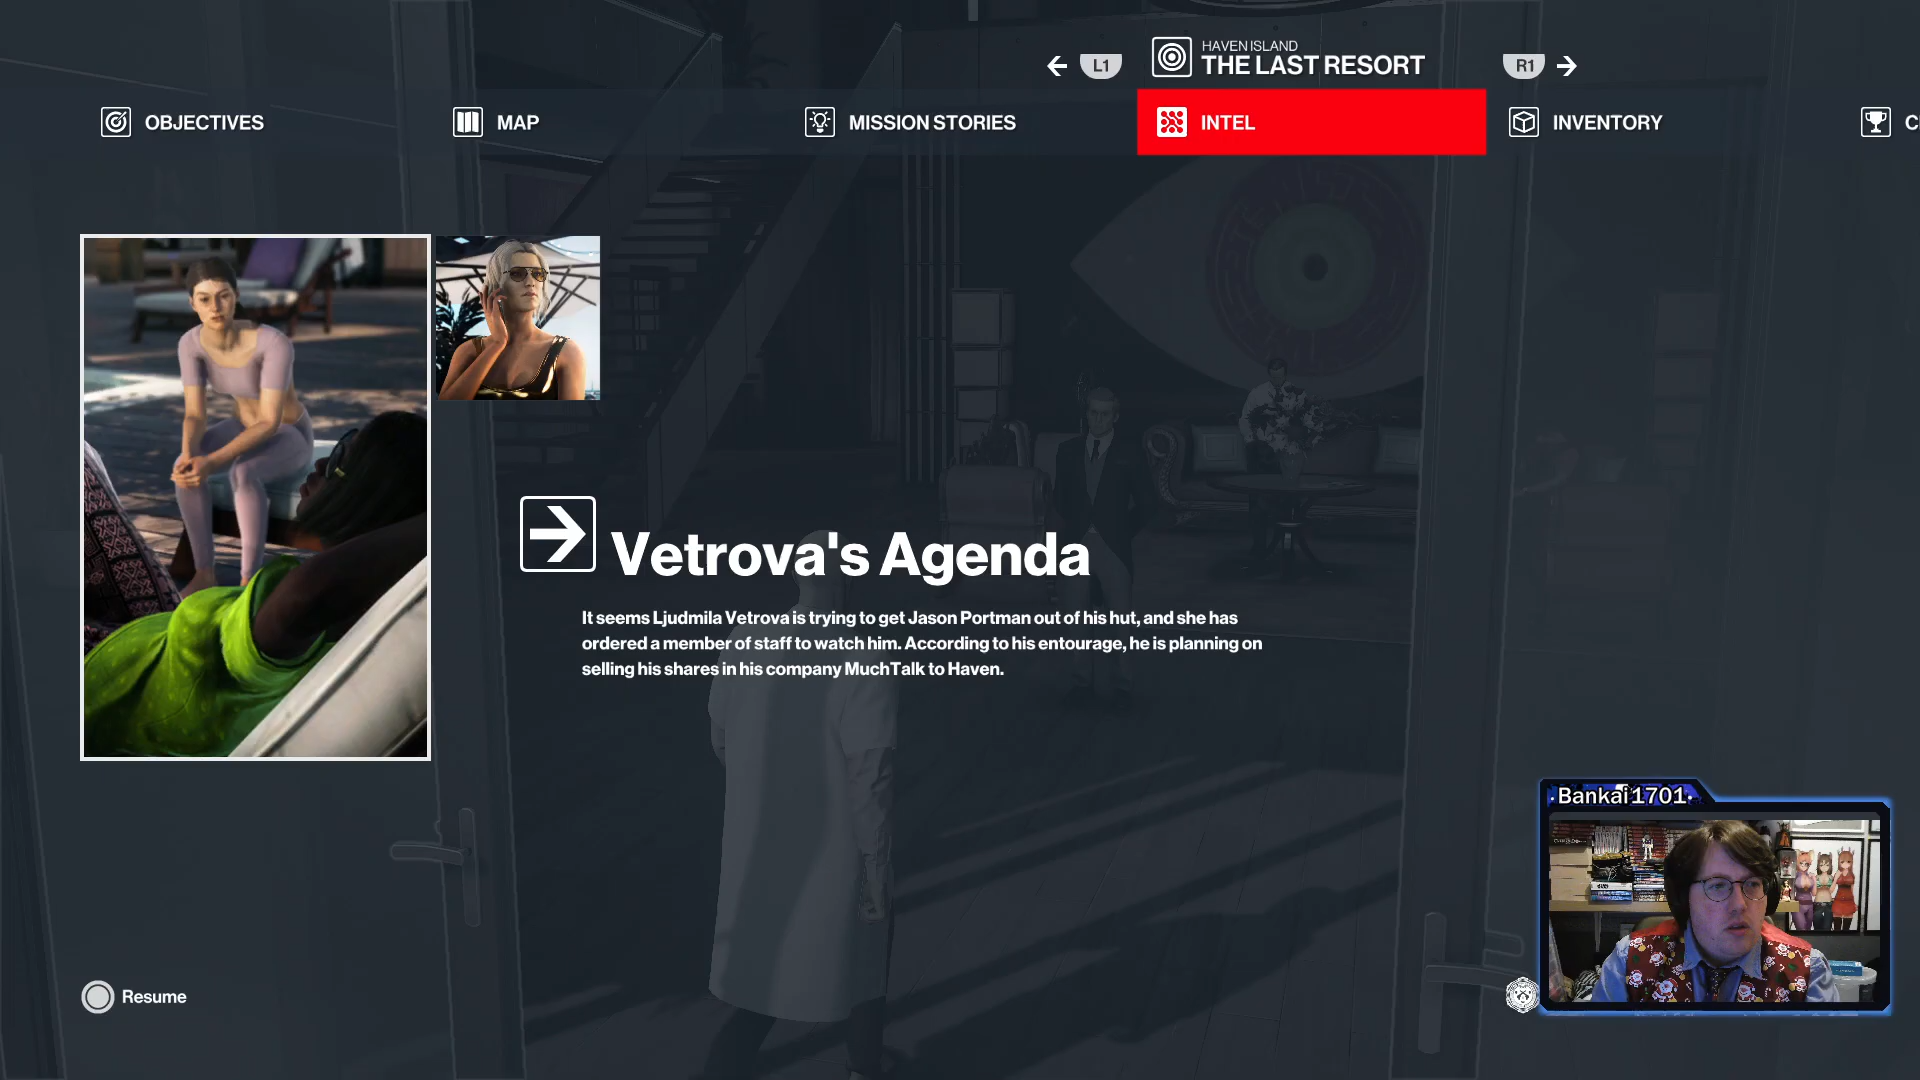 HAVEN ISLAND
L1 THE LAST RESORT R1
OBJECTIVES MAP MISSION STORIES INTEL INVENTORY C
Vetrova's Agenda
It seems Ljudmila Vetrova is trying to get Jason Portman out of his hut, and she has
ordered a member of staff to watch him. According to his entourage, he is planning on
selling his shares in his company MuchTalk to Haven.
.Bankai1701.
Resume